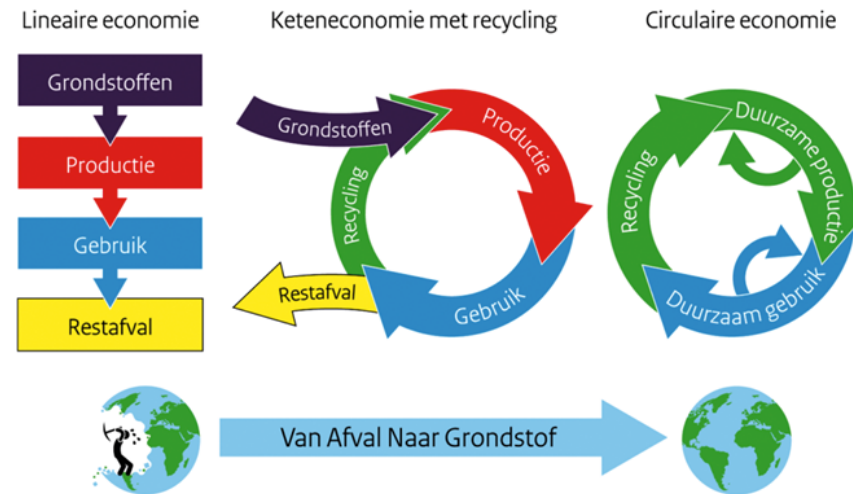 Lineaire economie
Keteneconomie met recycling
Circulaire economie
Grondstoffen
Productie
Gebruik
Restafval
Grondstoffen
Productie
Recycling
Restafval
Gebruik
Duurzame productie
Recycling
Duurzaam gebruik
Van Afval Naar Grondstof